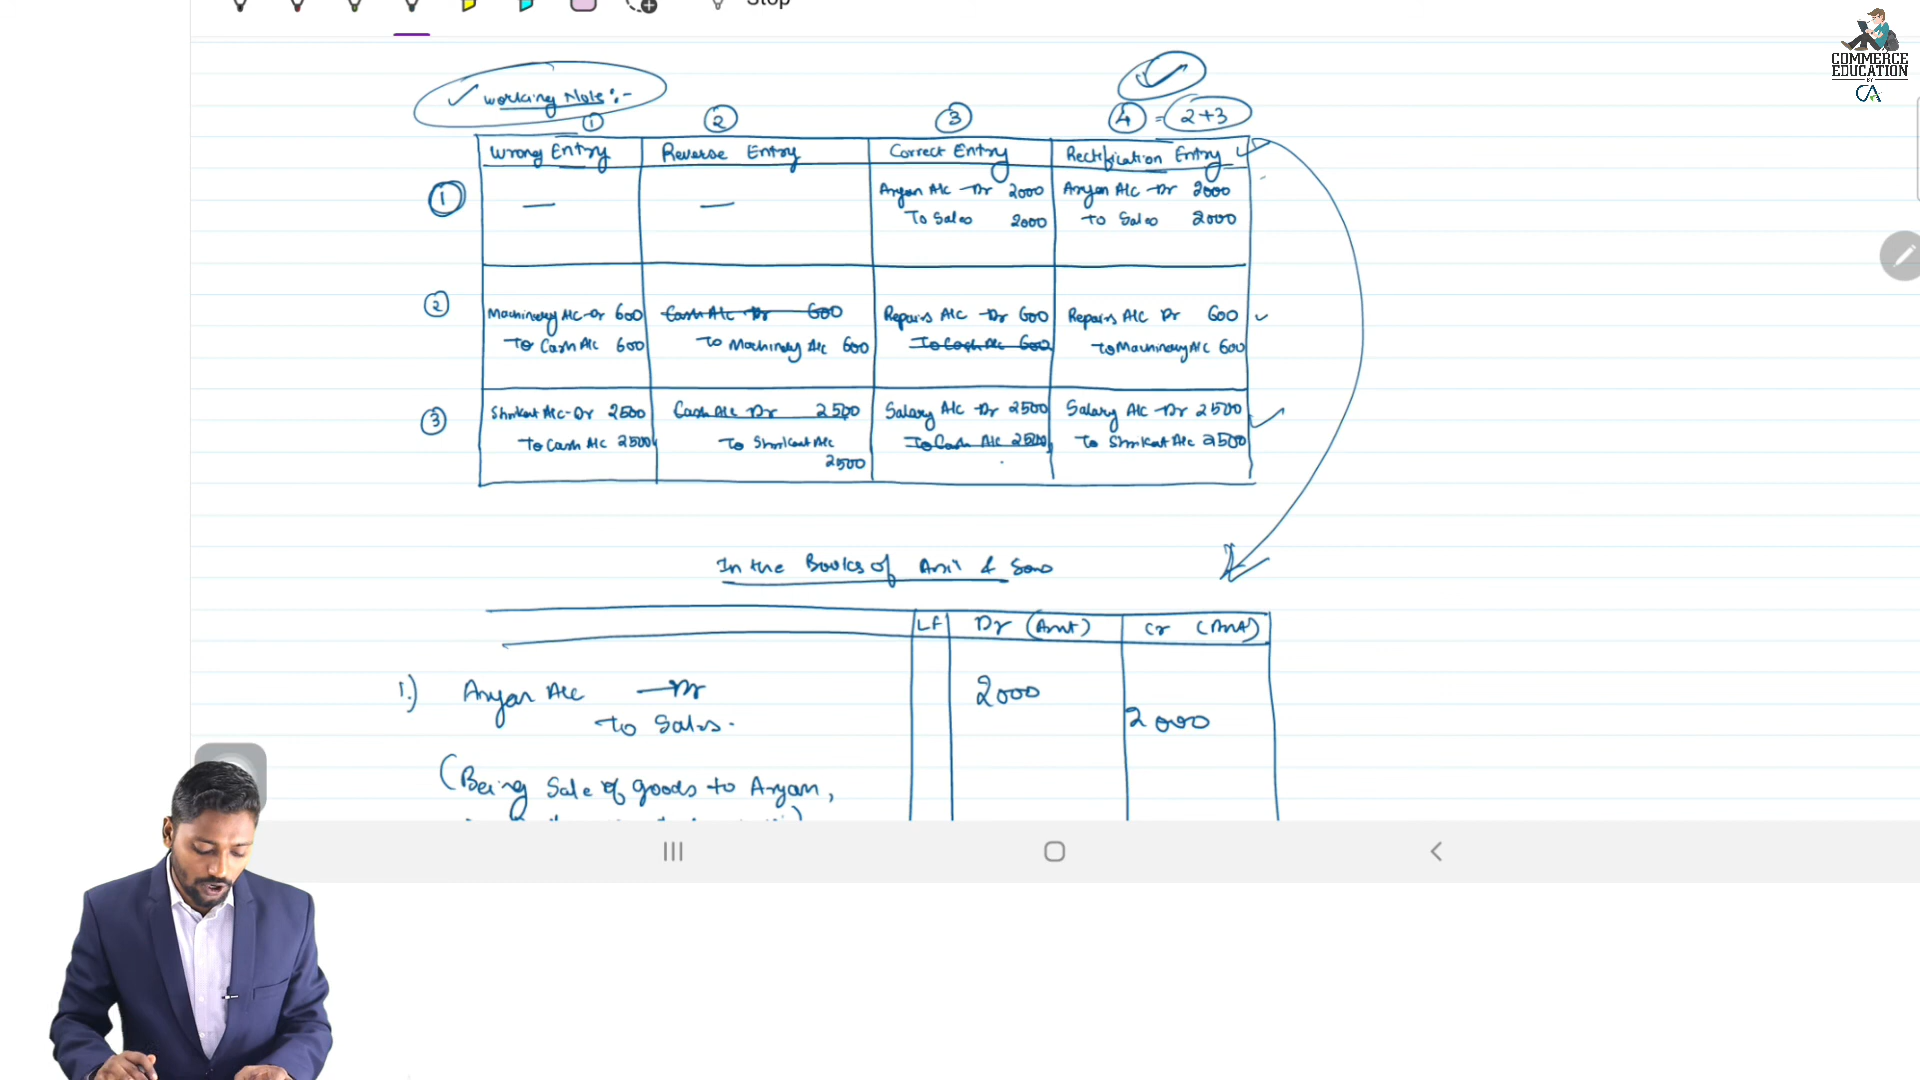 Stop
COMMERCE
EDUCATION
BY
CA
✓ Working Note:-
① ② ③ ④ = 2+3
Wrong Entry Reverse Entry Correct Entry Rectification Entry ✓
① — — Aryan A/c -Dr 2000 Aryan A/c -Dr 2000
To Sales 2000 To Sales 2000
② Machinery A/c-Dr 600 Cash A/c Dr 600 Repairs A/c -Dr 600 Repairs A/c Dr 600 ✓
To Cash A/c 600 To Machinery A/c 600 To Cash A/c 600 To Machinery A/c 600
③ Shrikant A/c-Dr 2500 Cash A/c Dr 2500 Salary A/c -Dr 2500 Salary A/c -Dr 2500 ✓
To Cash A/c 2500 To Shrikant A/c To Cash A/c 2500 To Shrikant A/c 2500
2500
In the Books of Anil & Sons
LF Dr (Amt) Cr (Amt)
1.) Aryan A/c —Dr 2000
To Sales. 2000
(Being Sale of goods to Aryan,